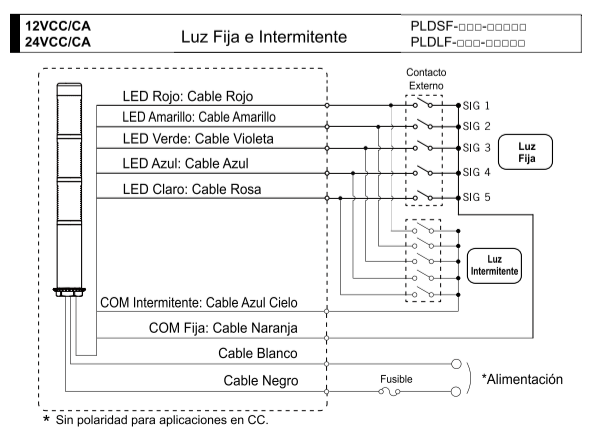 12VCC/CA
24VCC/CA
Luz Fija e Intermitente
PLDSF-□□□-□□□□□
PLDLF-□□□-□□□□□
Contacto
Externo
LED Rojo: Cable Rojo
SIG 1
LED Amarillo: Cable Amarillo
SIG 2
LED Verde: Cable Violeta
SIG 3
Luz
Fija
LED Azul: Cable Azul
SIG 4
LED Claro: Cable Rosa
SIG 5
Luz
Intermitente
COM Intermitente: Cable Azul Cielo
COM Fija: Cable Naranja
Cable Blanco
Cable Negro
Fusible
*Alimentación
* Sin polaridad para aplicaciones en CC.